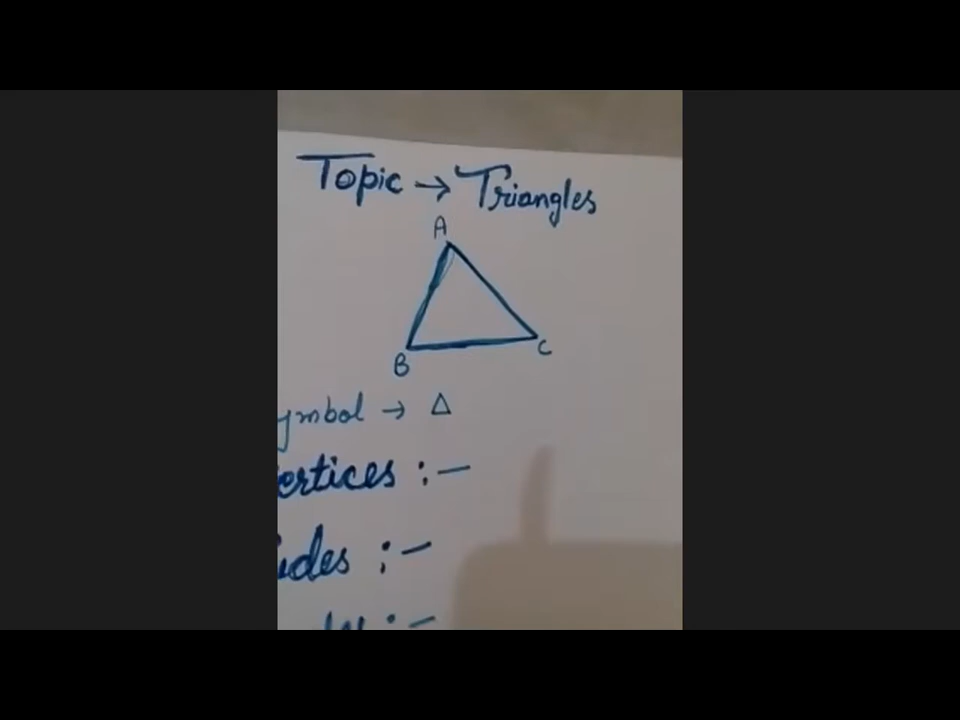 Topic → Triangles
A
B
C
ymbol → Δ
ertices :-
ides :-